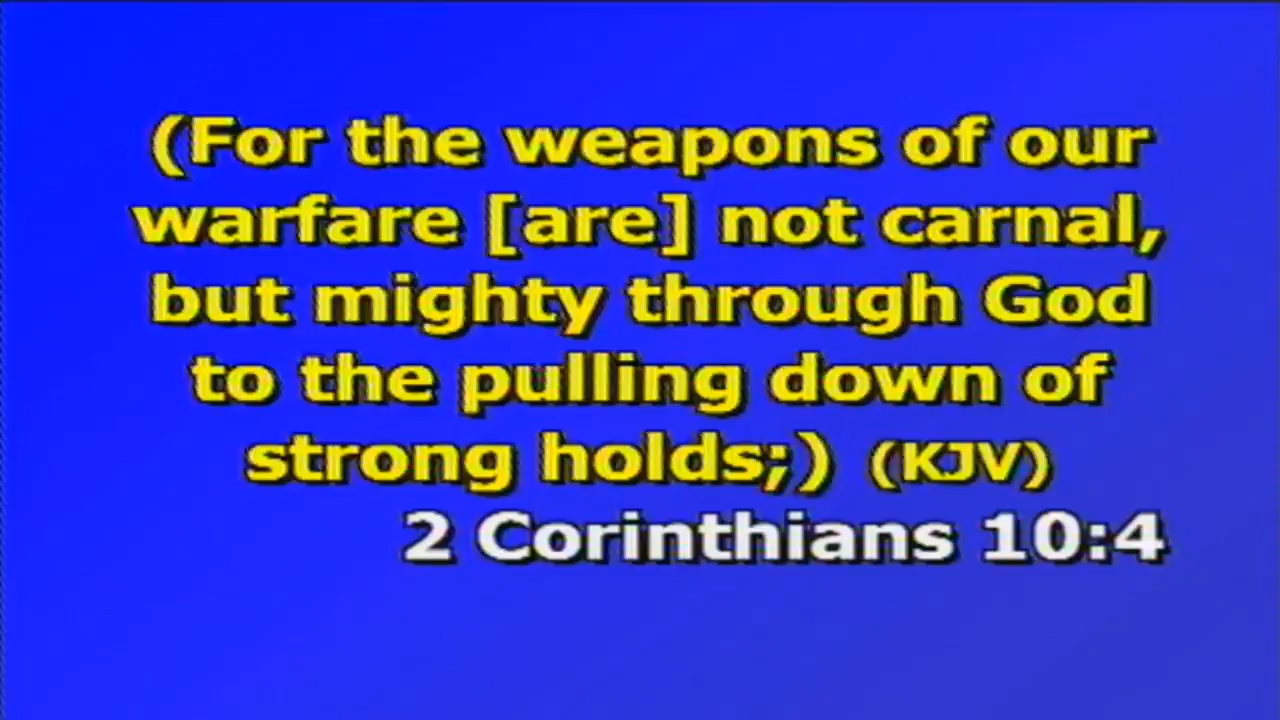 (For the weapons of our
warfare [are] not carnal,
but mighty through God
to the pulling down of
strong holds;) (KJV)
2 Corinthians 10:4